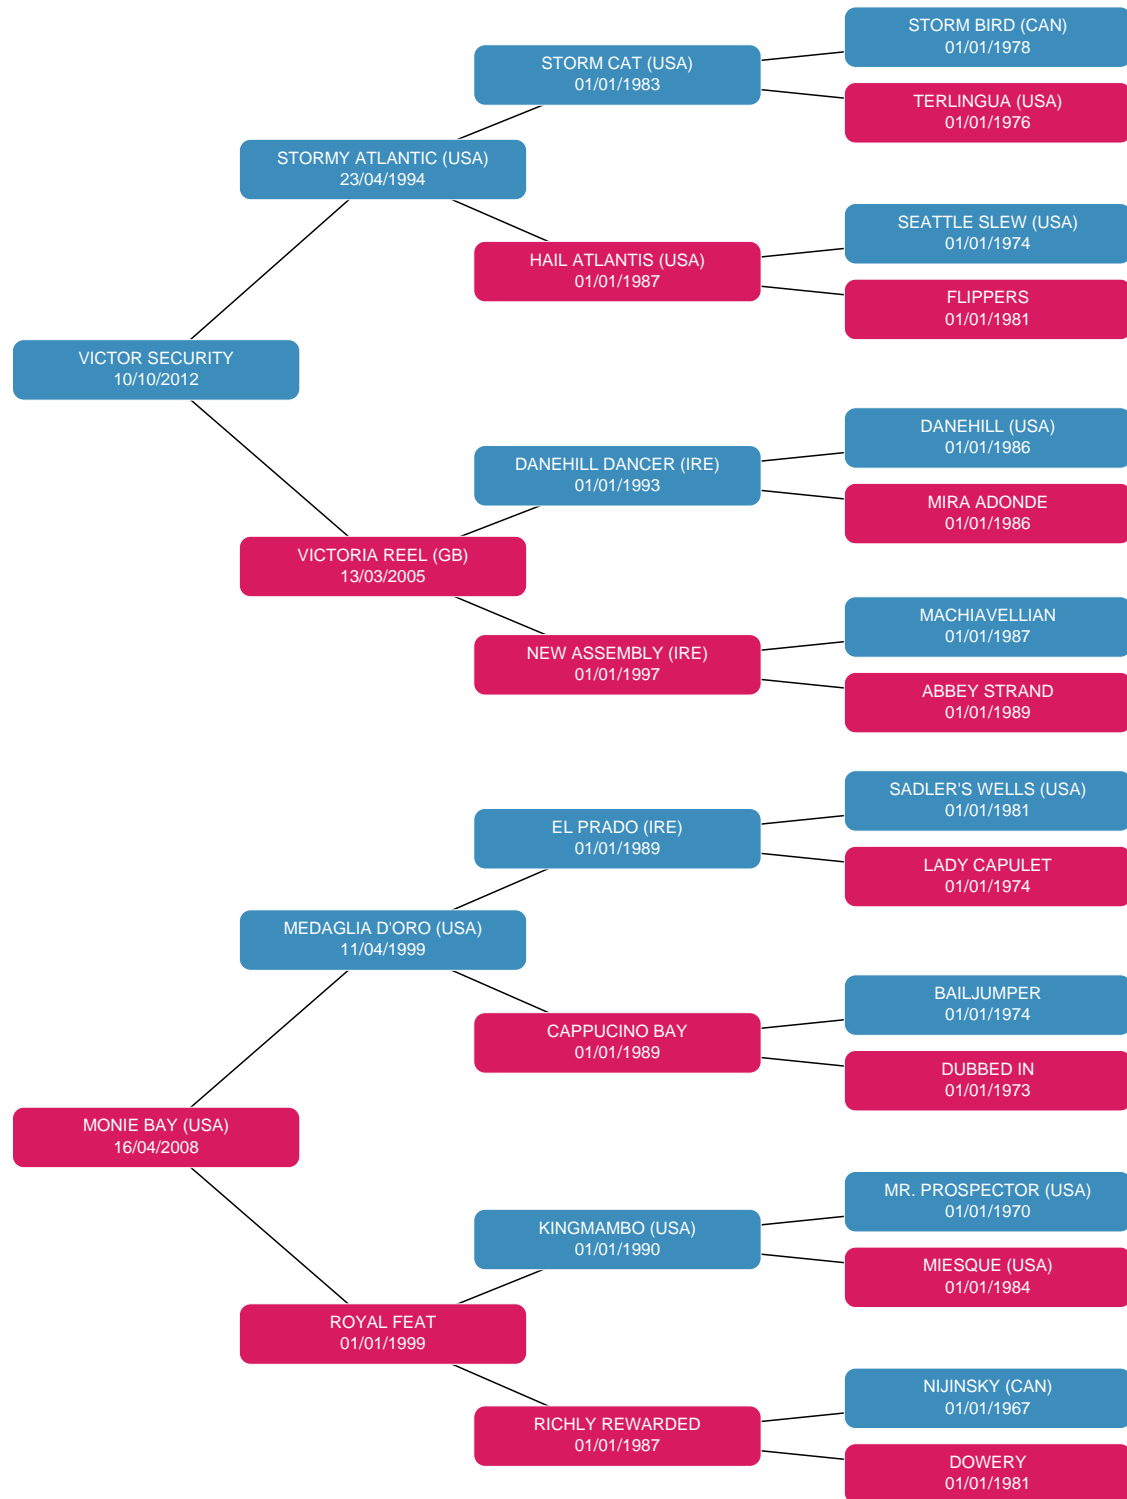 STORM BIRD (CAN)
01/01/1978
STORM CAT (USA)
01/01/1983
TERLINGUA (USA)
01/01/1976
STORMY ATLANTIC (USA)
23/04/1994
SEATTLE SLEW (USA)
01/01/1974
HAIL ATLANTIS (USA)
01/01/1987
FLIPPERS
01/01/1981
VICTOR SECURITY
10/10/2012
DANEHILL (USA)
01/01/1986
DANEHILL DANCER (IRE)
01/01/1993
MIRA ADONDE
01/01/1986
VICTORIA REEL (GB)
13/03/2005
MACHIAVELLIAN
01/01/1987
NEW ASSEMBLY (IRE)
01/01/1997
ABBEY STRAND
01/01/1989
SADLER'S WELLS (USA)
01/01/1981
EL PRADO (IRE)
01/01/1989
LADY CAPULET
01/01/1974
MEDAGLIA D'ORO (USA)
11/04/1999
BAILJUMPER
01/01/1974
CAPPUCINO BAY
01/01/1989
DUBBED IN
01/01/1973
MONIE BAY (USA)
16/04/2008
MR. PROSPECTOR (USA)
01/01/1970
KINGMAMBO (USA)
01/01/1990
MIESQUE (USA)
01/01/1984
ROYAL FEAT
01/01/1999
NIJINSKY (CAN)
01/01/1967
RICHLY REWARDED
01/01/1987
DOWERY
01/01/1981